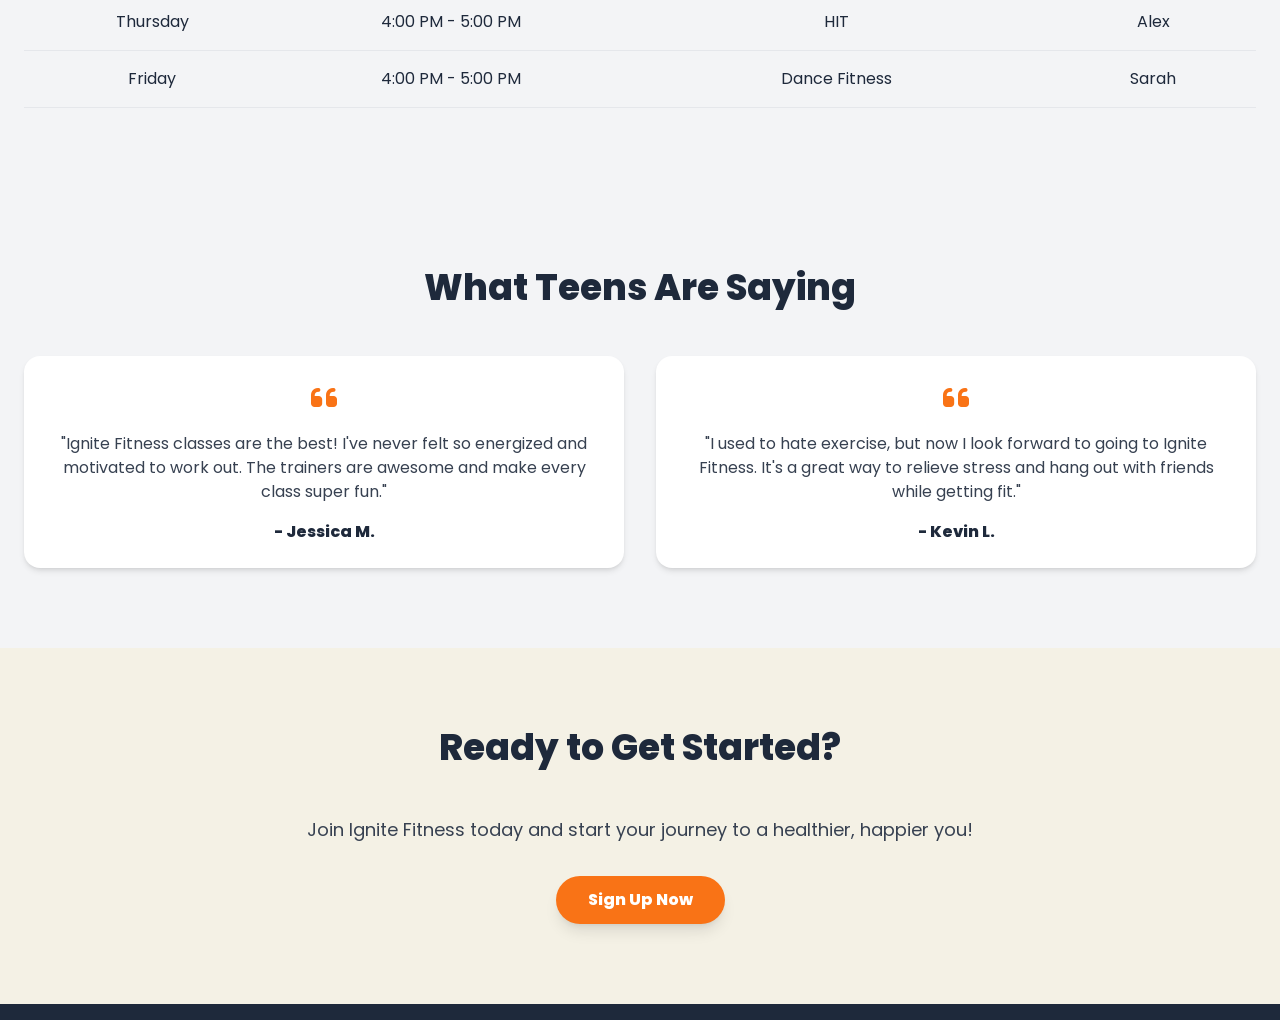 Thursday 4:00 PM - 5:00 PM HIT Alex
Friday 4:00 PM - 5:00 PM Dance Fitness Sarah
What Teens Are Saying
"Ignite Fitness classes are the best! I've never felt so energized and
motivated to work out. The trainers are awesome and make every
class super fun."
- Jessica M.
"I used to hate exercise, but now I look forward to going to Ignite
Fitness. It's a great way to relieve stress and hang out with friends
while getting fit."
- Kevin L.
Ready to Get Started?
Join Ignite Fitness today and start your journey to a healthier, happier you!
Sign Up Now